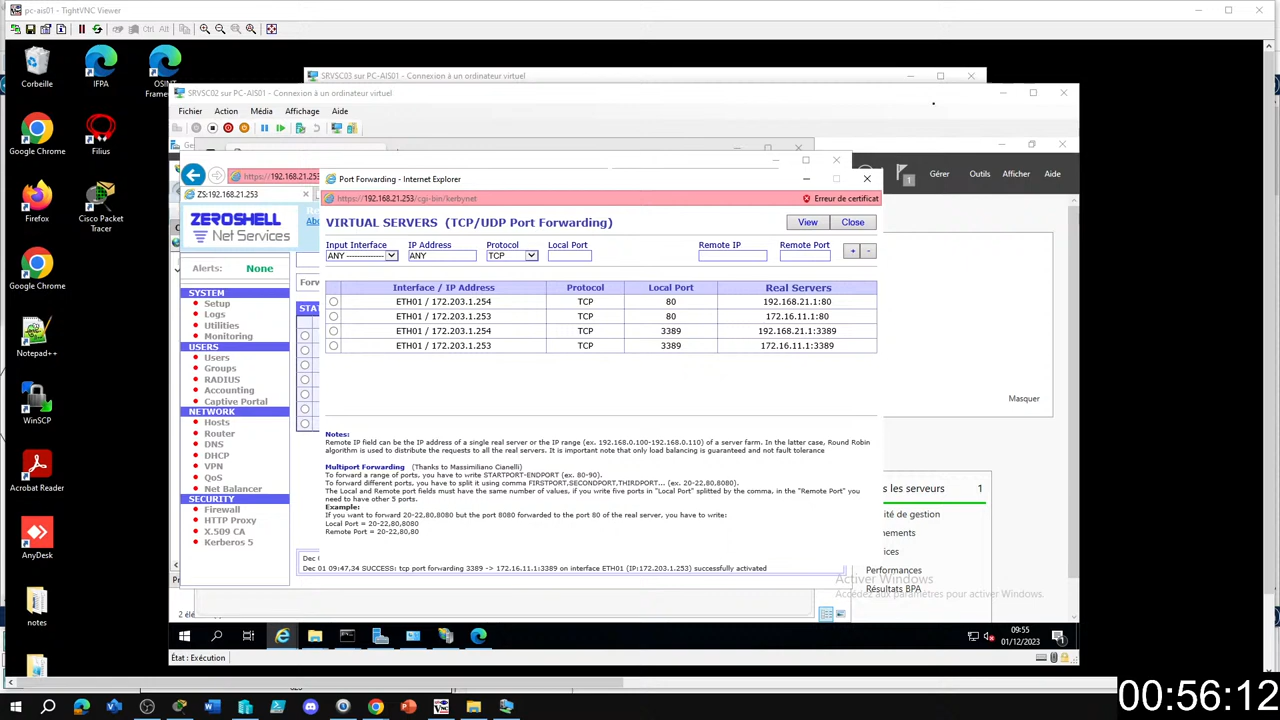 pc-ais01 - TightVNC Viewer
Ctrl Alt
Corbeille
IFPA
OSINT
Google Chrome
Filius
Firefox
Cisco Packet
Tracer
Google Chrome
Notepad++
WinSCP
Acrobat Reader
AnyDesk
notes
SRVSC03 sur PC-AIS01 - Connexion à un ordinateur virtuel
SRVSC02 sur PC-AIS01 - Connexion à un ordinateur virtuel
Fichier Action Média Affichage Aide
Gérer Outils Afficher Aide
1
https://192.168.21.253
ZS:192.168.21.253
ZEROSHELL
Net Services
Alerts: None
SYSTEM
Setup
Logs
Utilities
Monitoring
USERS
Users
Groups
RADIUS
Accounting
Captive Portal
NETWORK
Hosts
Router
DNS
DHCP
VPN
QoS
Net Balancer
SECURITY
Firewall
HTTP Proxy
X.509 CA
Kerberos 5
Port Forwarding - Internet Explorer
https://192.168.21.253/cgi-bin/kerbynet
Erreur de certificat
VIRTUAL SERVERS (TCP/UDP Port Forwarding)
View Close
Input Interface IP Address Protocol Local Port Remote IP Remote Port
ANY -------------- ANY TCP + -
Interface / IP Address Protocol Local Port Real Servers
ETH01 / 172.203.1.254 TCP 80 192.168.21.1:80
ETH01 / 172.203.1.253 TCP 80 172.16.11.1:80
ETH01 / 172.203.1.254 TCP 3389 192.168.21.1:3389
ETH01 / 172.203.1.253 TCP 3389 172.16.11.1:3389
Notes:
Remote IP field can be the IP address of a single real server or the IP range (ex. 192.168.0.100-192.168.0.110) of a server farm. In the latter case, Round Robin
algorithm is used to distribute the requests to all the real servers. It is important note that only load balancing is guaranteed and not fault tolerance
Multiport Forwarding (Thanks to Massimiliano Cianelli)
To forward a range of ports, you have to write STARTPORT-ENDPORT (ex. 80-90).
To forward different ports, you have to split it using comma FIRSTPORT,SECONDPORT,THIRDPORT... (ex. 20-22,80,8080).
The Local and Remote port fields must have the same number of values, if you write five ports in "Local Port" splitted by the comma, in the "Remote Port" you
need to have other 5 ports.
Example:
If you want to forward 20-22,80,8080 but the port 8080 forwarded to the port 80 of the real server, you have to write:
Local Port = 20-22,80,8080
Remote Port = 20-22,80,80
Dec 01 09:47.34 SUCCESS: tcp port forwarding 3389 -> 172.16.11.1:3389 on interface ETH01 (IP:172.203.1.253) successfully activated
Masquer
s les serveurs 1
ité de gestion
nements
ices
Performances
Résultats BPA
Activer Windows
Accédez aux paramètres pour activer Windows.
09:55
01/12/2023
État : Exécution
00:56:12